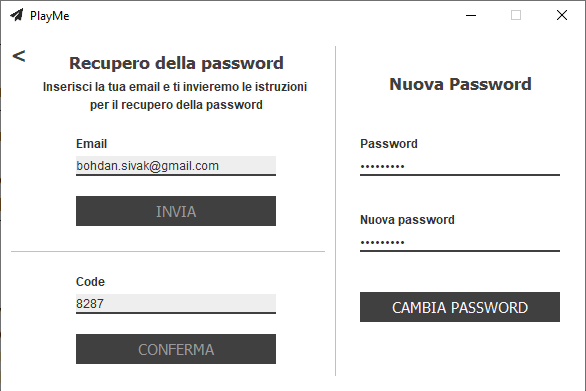 PlayMe
<
Recupero della password
Inserisci la tua email e ti invieremo le istruzioni
per il recupero della password
Email
bohdan.sivak@gmail.com
INVIA
Code
8287
CONFERMA
Nuova Password
Password
•••••••••
Nuova password
•••••••••
CAMBIA PASSWORD